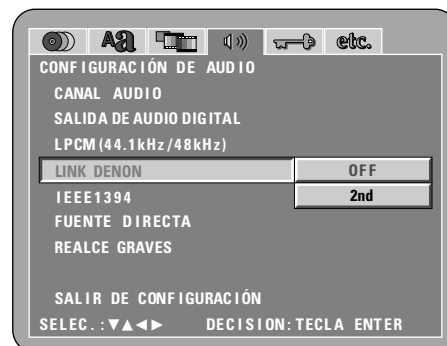 Aa etc.
CONFIGURACIÓN DE AUDIO
CANAL AUDIO
SALIDA DE AUDIO DIGITAL
LPCM (44.1kHz/48kHz)
LINK DENON OFF
IEEE1394 2nd
FUENTE DIRECTA
REALCE GRAVES
SALIR DE CONFIGURACIÓN
SELEC.:▼▲◀▶ DECISION:TECLA ENTER